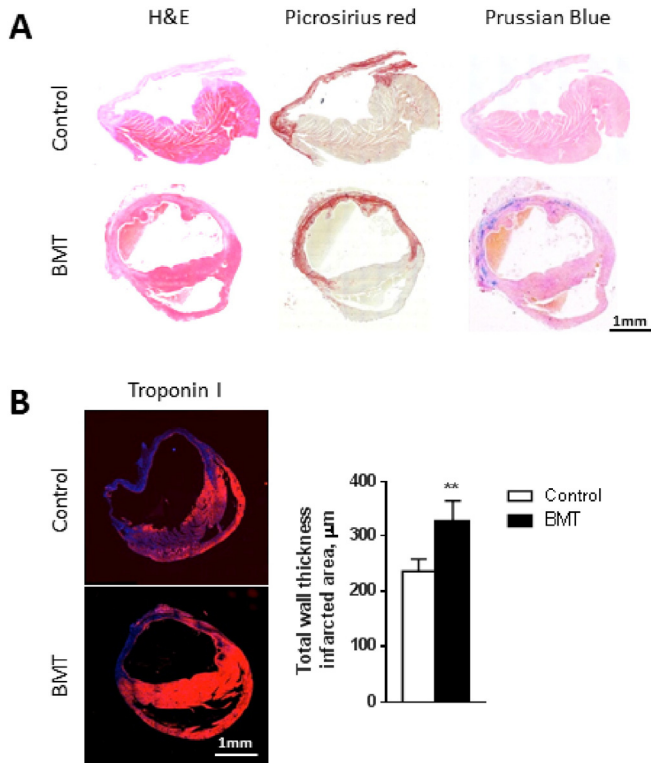 A
H&E
Picrosirius red
Prussian Blue
Control
BMT
1mm
B
Troponin I
Control
BMT
1mm
Total wall thickness
infarcted area, μm
400
300
200
100
0
**
Control
BMT